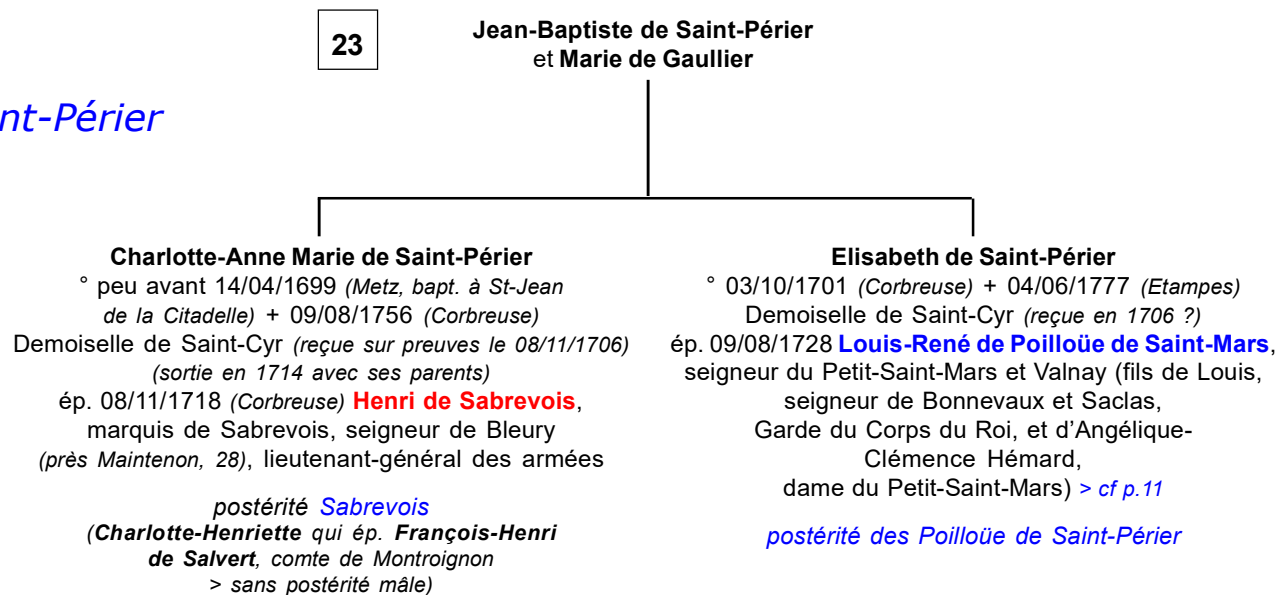 23
Jean-Baptiste de Saint-Périer
et Marie de Gaullier
nt-Périer
Charlotte-Anne Marie de Saint-Périer
° peu avant 14/04/1699 (Metz, bapt. à St-Jean
de la Citadelle) + 09/08/1756 (Corbreuse)
Demoiselle de Saint-Cyr (reçue sur preuves le 08/11/1706)
(sortie en 1714 avec ses parents)
ép. 08/11/1718 (Corbreuse) Henri de Sabrevois,
marquis de Sabrevois, seigneur de Bleury
(près Maintenon, 28), lieutenant-général des armées
postérité Sabrevois
(Charlotte-Henriette qui ép. François-Henri
de Salvert, comte de Montroignon
> sans postérité mâle)
Elisabeth de Saint-Périer
° 03/10/1701 (Corbreuse) + 04/06/1777 (Etampes)
Demoiselle de Saint-Cyr (reçue en 1706 ?)
ép. 09/08/1728 Louis-René de Poilloüe de Saint-Mars,
seigneur du Petit-Saint-Mars et Valnay (fils de Louis,
seigneur de Bonnevaux et Saclas,
Garde du Corps du Roi, et d'Angélique-
Clémence Hémard,
dame du Petit-Saint-Mars) > cf p.11
postérité des Poilloüe de Saint-Périer